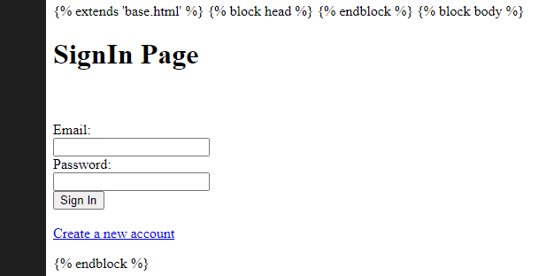 {% extends 'base.html' %} {% block head %} {% endblock %} {% block body %}
SignIn Page
Email:
Password:
Sign In
Create a new account
{% endblock %}